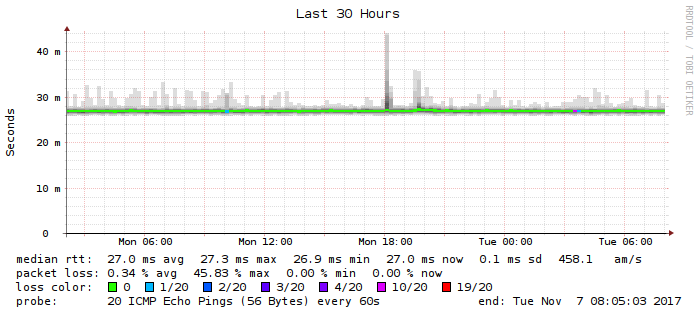 Last 30 Hours
RRDTOOL / TOBI OETIKER
Seconds
40 m
30 m
20 m
10 m
0
Mon 06:00 Mon 12:00 Mon 18:00 Tue 00:00 Tue 06:00
median rtt: 27.0 ms avg 27.3 ms max 26.9 ms min 27.0 ms now 0.1 ms sd 458.1 am/s
packet loss: 0.34 % avg 45.83 % max 0.00 % min 0.00 % now
loss color: 0 1/20 2/20 3/20 4/20 10/20 19/20
probe: 20 ICMP Echo Pings (56 Bytes) every 60s end: Tue Nov 7 08:05:03 2017